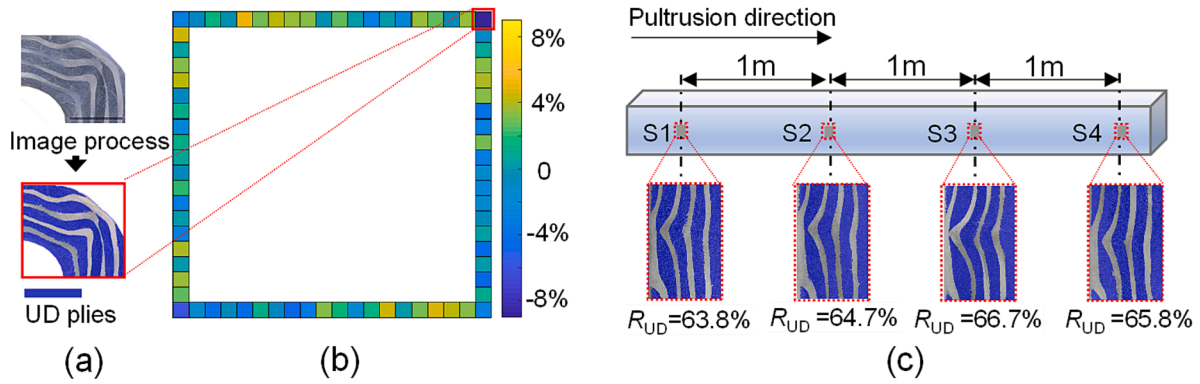 Image process
UD plies
(a)
8%
4%
0
-4%
-8%
(b)
Pultrusion direction
1m 1m 1m
S1 S2 S3 S4
RUD=63.8% RUD=64.7% RUD=66.7% RUD=65.8%
(c)